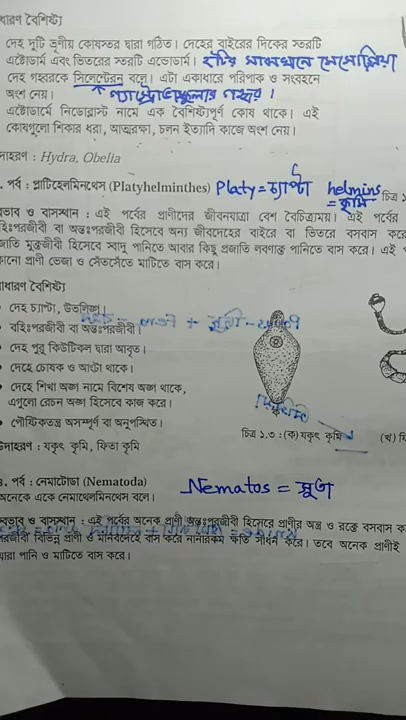 ধারণ বৈশিষ্ট্য
দেহ দুটি ভ্রূণীয় কোষস্তর দ্বারা গঠিত। দেহের বাইরের দিকের স্তরটি
এক্টোডার্ম এবং ভিতরের স্তরটি এন্ডোডার্ম। দুটির মাঝখানে মেসোগ্লিয়া
দেহ গহ্বরকে সিলেন্টেরন বলে। এটা একাধারে পরিপাক ও সংবহনে
অংশ নেয়। গ্যাস্ট্রোভাস্কুলার গহ্বর।
এক্টোডার্মে নিডোব্লাস্ট নামে এক বৈশিষ্ট্যপূর্ণ কোষ থাকে। এই
কোষগুলো শিকার ধরা, আত্মরক্ষা, চলন ইত্যাদি কাজে অংশ নেয়।
দাহরণ : Hydra, Obelia
. পর্ব : প্লাটিহেলমিনথেস (Platyhelminthes) Platy = চ্যাপ্টা helmins = কৃমি
চিত্র ১
ভাব ও বাসস্থান : এই পর্বের প্রাণীদের জীবনযাত্রা বেশ বৈচিত্র্যময়। এই পর্বের
হিঃপরজীবী বা অন্তঃপরজীবী হিসেবে অন্য জীবদেহের বাইরে বা ভিতরে বসবাস করে
জাতি মুক্তজীবী হিসেবে স্বাদু পানিতে আবার কিছু প্রজাতি লবণাক্ত পানিতে বাস করে। এই
কানো প্রাণী ভেজা ও সেঁতসেঁতে মাটিতে বাস করে।
ধারণ বৈশিষ্ট্য
দেহ চ্যাপ্টা, উভলিঙ্গ।
বহিঃপরজীবী বা অন্তঃপরজীবী।
দেহ পুরু কিউটিকল দ্বারা আবৃত।
দেহে চোষক ও আংটা থাকে।
দেহে শিখা অঙ্গ নামে বিশেষ অঙ্গ থাকে,
এগুলো রেচন অঙ্গ হিসেবে কাজ করে।
পৌষ্টিকতন্ত্র অসম্পূর্ণ বা অনুপস্থিত।
চিত্র ১.৩ : (ক) যকৃৎ কৃমি
(খ) ফি
উদাহরণ : যকৃৎ কৃমি, ফিতা কৃমি
৪. পর্ব : নেমাটোডা (Nematoda) Nematos = সুতা
অনেকে একে নেমাথেলমিনথেস বলে।
স্বভাব ও বাসস্থান : এই পর্বের অনেক প্রাণী অন্তঃপরজীবী হিসেবে প্রাণীর অন্ত্র ও রক্তে বসবাস ক
পরজীবী বিভিন্ন প্রাণী ও মানবদেহে বাস করে নানারকম ক্ষতি সাধন করে। তবে অনেক প্রাণীই
যারা পানি ও মাটিতে বাস করে।